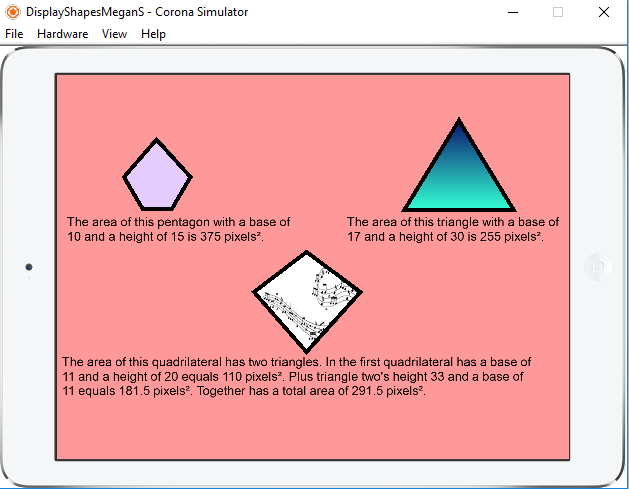 DisplayShapesMeganS - Corona Simulator
File Hardware View Help
The area of this pentagon with a base of
10 and a height of 15 is 375 pixels².
The area of this triangle with a base of
17 and a height of 30 is 255 pixels².
The area of this quadrilateral has two triangles. In the first quadrilateral has a base of
11 and a height of 20 equals 110 pixels². Plus triangle two's height 33 and a base of
11 equals 181.5 pixels². Together has a total area of 291.5 pixels².